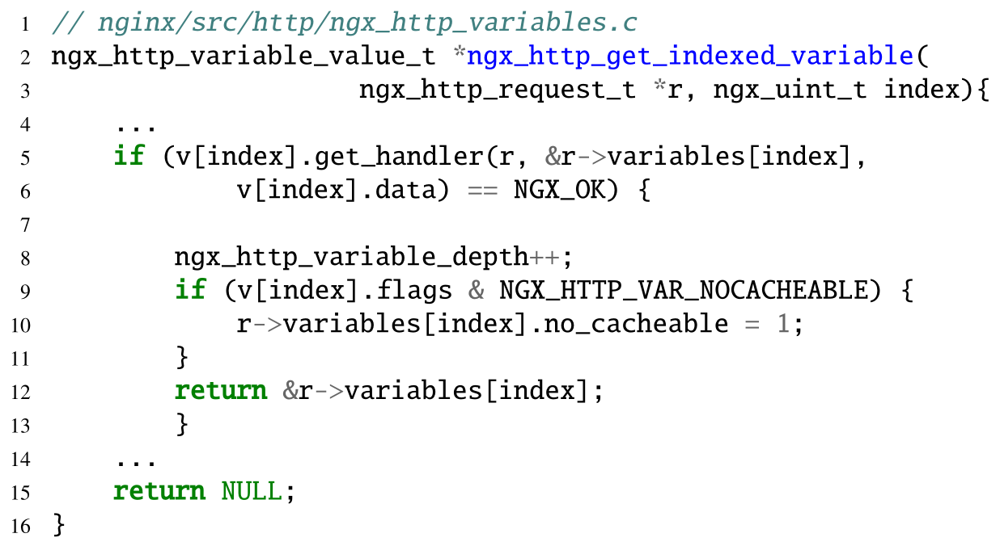 1 // nginx/src/http/ngx_http_variables.c
2 ngx_http_variable_value_t *ngx_http_get_indexed_variable(
3 ngx_http_request_t *r, ngx_uint_t index){
4 ...
5 if (v[index].get_handler(r, &r->variables[index],
6 v[index].data) == NGX_OK) {
7
8 ngx_http_variable_depth++;
9 if (v[index].flags & NGX_HTTP_VAR_NOCACHEABLE) {
10 r->variables[index].no_cacheable = 1;
11 }
12 return &r->variables[index];
13 }
14 ...
15 return NULL;
16 }